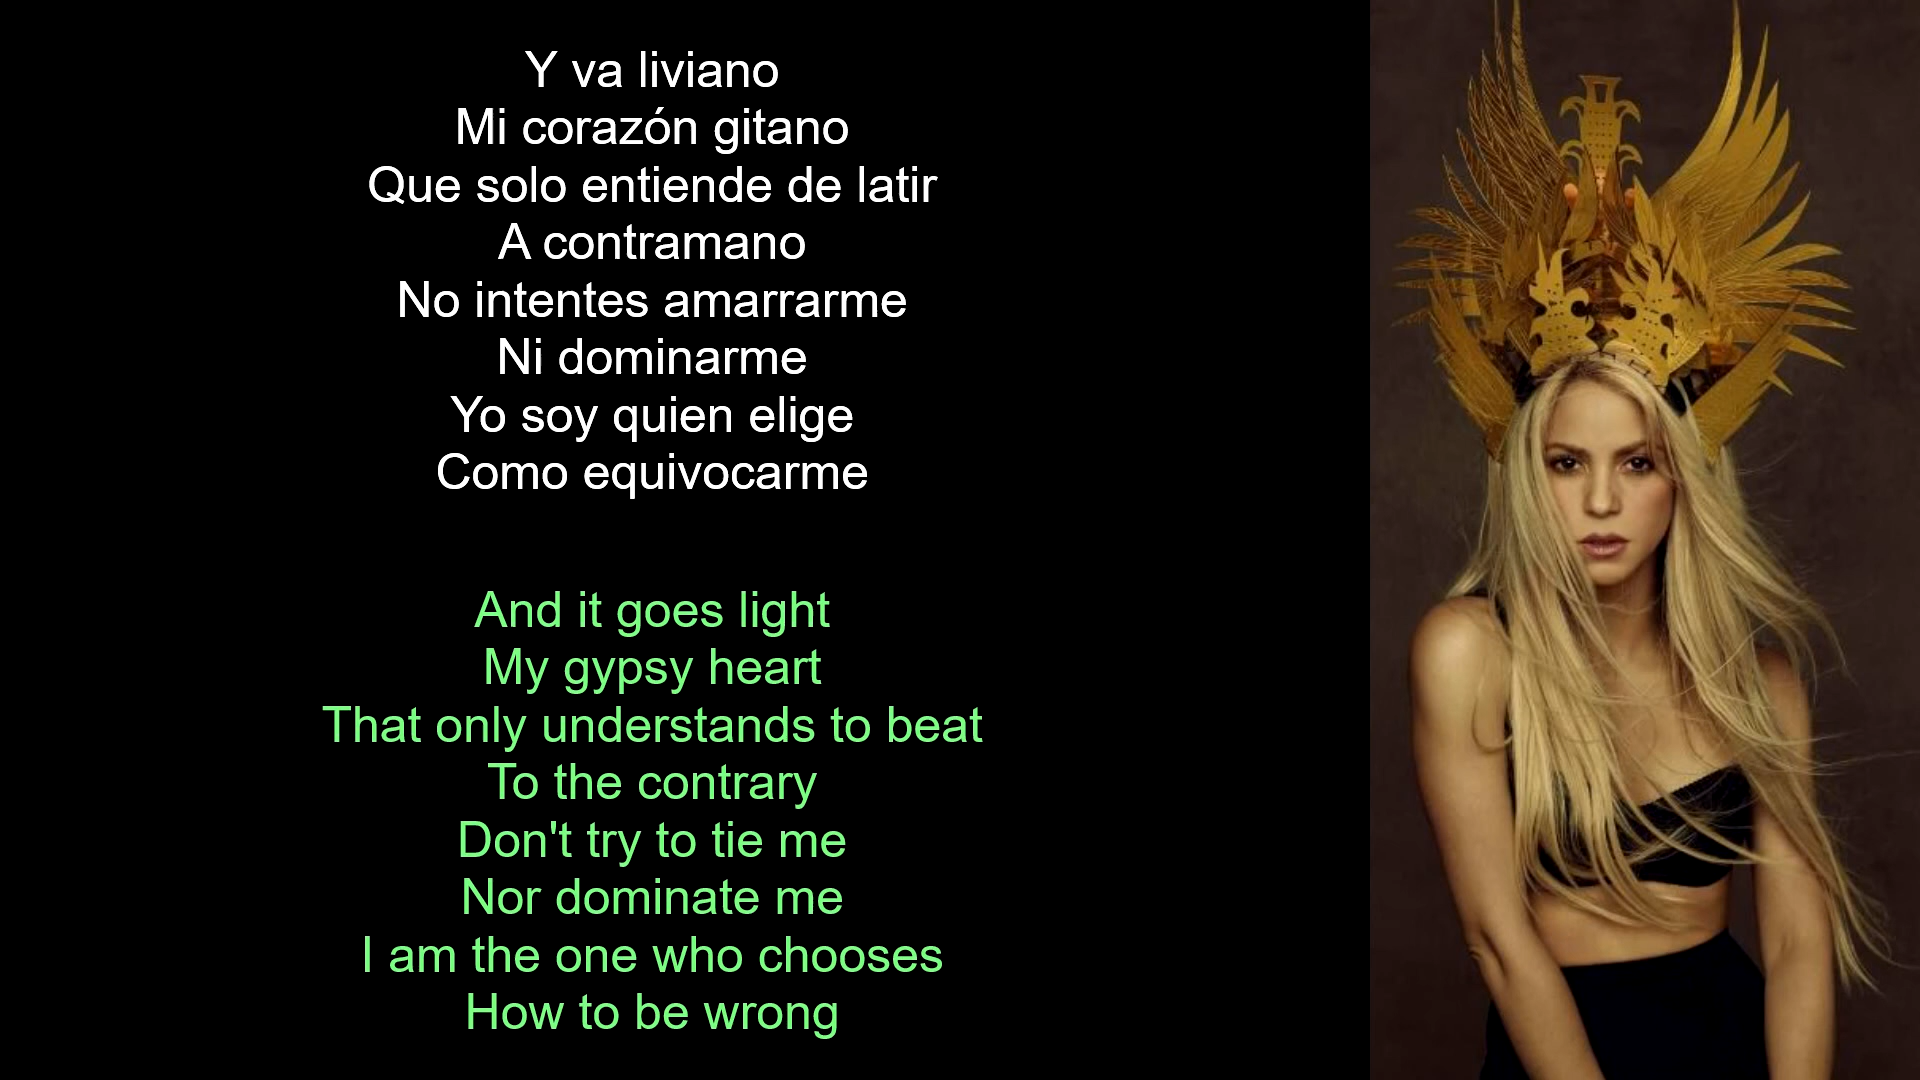 Y va liviano
Mi corazón gitano
Que solo entiende de latir
A contramano
No intentes amarrarme
Ni dominarme
Yo soy quien elige
Como equivocarme
And it goes light
My gypsy heart
That only understands to beat
To the contrary
Don't try to tie me
Nor dominate me
I am the one who chooses
How to be wrong